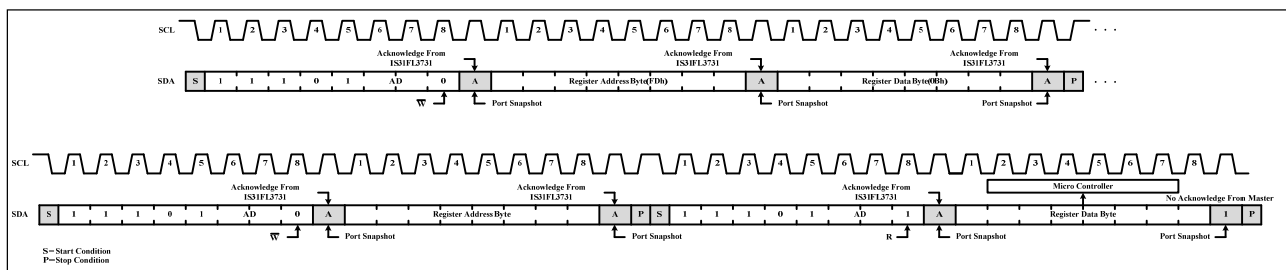 SCL 1 2 3 4 5 6 7 8 1 2 3 4 5 6 7 8 1 2 3 4 5 6 7 8 . . .
Acknowledge From IS31FL3731
Acknowledge From IS31FL3731
Acknowledge From IS31FL3731
SDA S 1 1 1 0 1 AD 0 A Register Address Byte(FDh) A Register Data Byte(0Bh) A P . . .
W Port Snapshot Port Snapshot Port Snapshot
SCL 1 2 3 4 5 6 7 8 1 2 3 4 5 6 7 8 1 2 3 4 5 6 7 8 1 2 3 4 5 6 7 8
Acknowledge From IS31FL3731
Acknowledge From IS31FL3731
Acknowledge From IS31FL3731
Micro Controller
No Acknowledge From Master
SDA S 1 1 1 0 1 AD 0 A Register Address Byte A P S 1 1 1 0 1 AD 1 A Register Data Byte 1 P
W Port Snapshot Port Snapshot R Port Snapshot Port Snapshot
S=Start Condition
P=Stop Condition